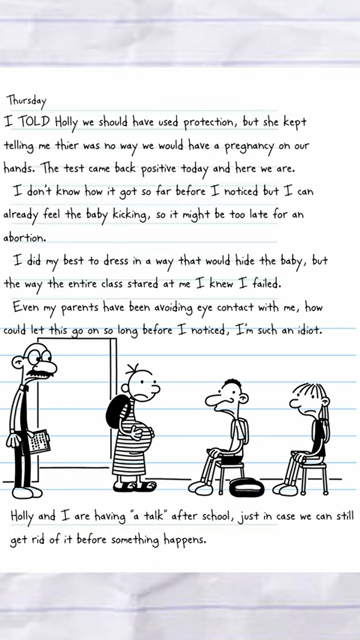 Thursday
I TOLD Holly we should have used protection, but she kept
telling me thier was no way we would have a pregnancy on our
hands. The test came back positive today and here we are.
I don't know how it got so far before I noticed but I can
already feel the baby kicking, so it might be too late for an
abortion.
I did my best to dress in a way that would hide the baby, but
the way the entire class stared at me I knew I failed.
Even my parents have been avoiding eye contact with me, how
could let this go on so long before I noticed, I'm such an idiot.
Holly and I are having "a talk" after school, just in case we can still
get rid of it before something happens.